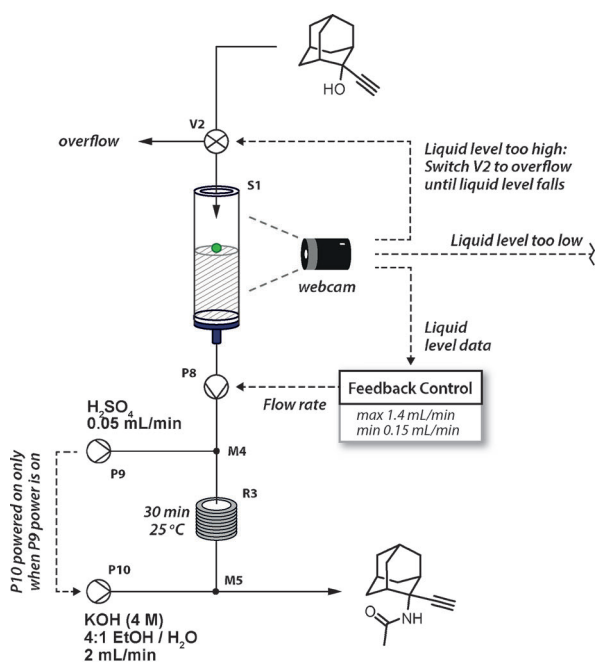 HO
V2
overflow
Liquid level too high:
Switch V2 to overflow
until liquid level falls
S1
Liquid level too low
webcam
Liquid
level data
P8
Feedback Control
Flow rate
max 1.4 mL/min
min 0.15 mL/min
H₂SO₄
0.05 mL/min
M4
P9
R3
30 min
25 °C
P10 powered on only
when P9 power is on
P10
M5
O
NH
KOH (4 M)
4:1 EtOH / H₂O
2 mL/min